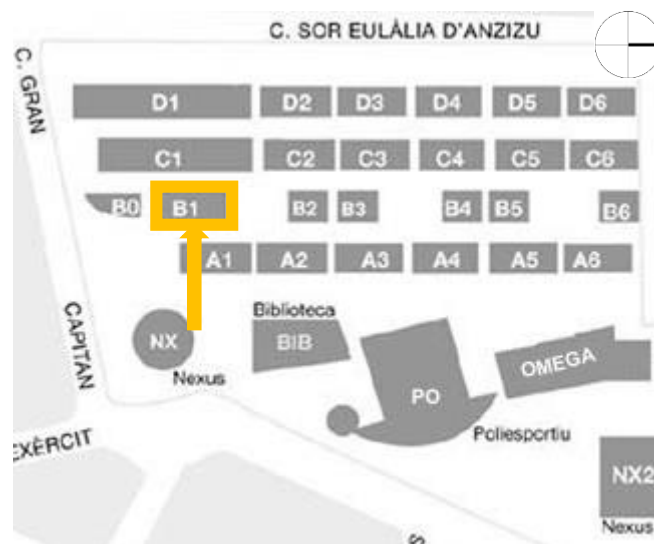 C. SOR EULÀLIA D'ANZIZU
C. GRAN
CAPITAN
D1 D2 D3 D4 D5 D6
C1 C2 C3 C4 C5 C6
B0 B1 B2 B3 B4 B5 B6
A1 A2 A3 A4 A5 A6
Biblioteca
NX BIB
Nexus
OMEGA
PO
Poliesportiu
EXÈRCIT
NX2
Nexus
S